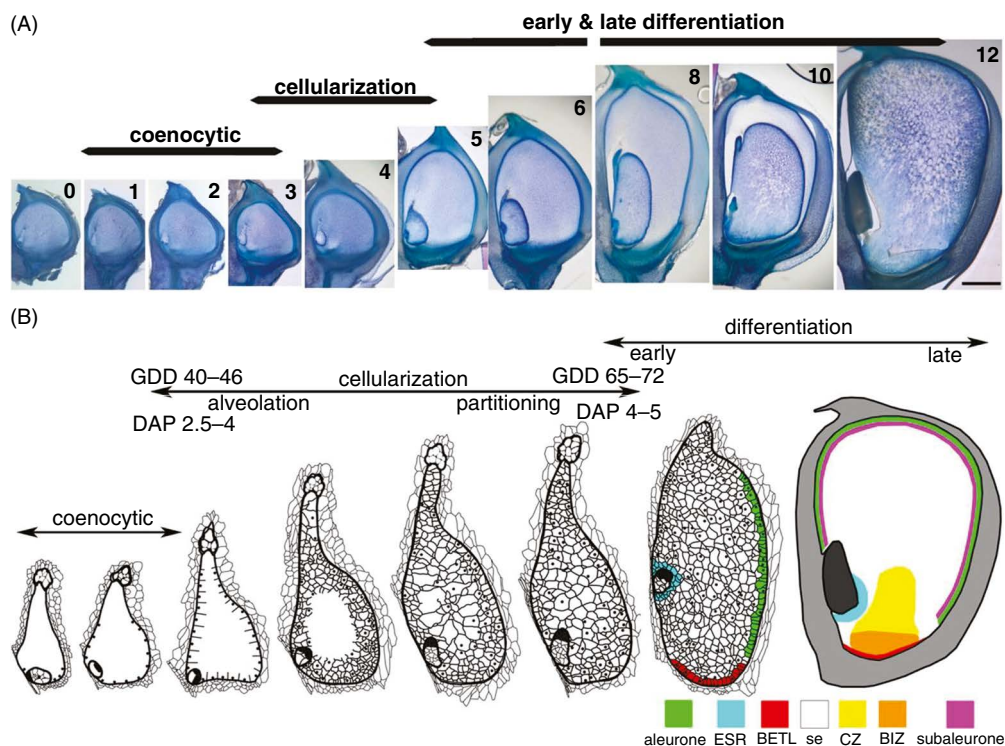 (A)
early & late differentiation
cellularization
coenocytic
0
1
2
3
4
5
6
8
10
12
(B)
differentiation
early
late
GDD 40–46
cellularization
GDD 65–72
alveolation
partitioning
DAP 2.5–4
DAP 4–5
coenocytic
aleurone
ESR
BETL
se
CZ
BIZ
subaleurone